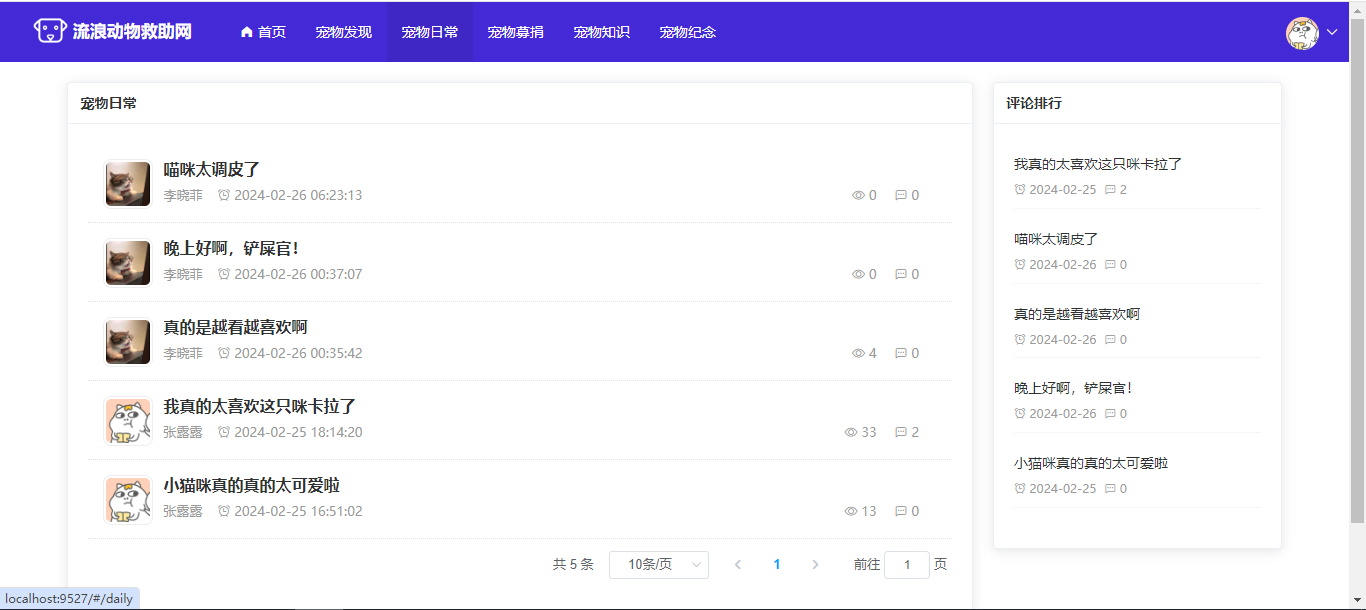 流浪动物救助网 首页 宠物发现 宠物日常 宠物募捐 宠物知识 宠物纪念
宠物日常
喵咪太调皮了
李晓菲 2024-02-26 06:23:13 0 0
晚上好啊，铲屎官！
李晓菲 2024-02-26 00:37:07 0 0
真的是越看越喜欢啊
李晓菲 2024-02-26 00:35:42 4 0
我真的太喜欢这只咪卡拉了
张露露 2024-02-25 18:14:20 33 2
小猫咪真的真的太可爱啦
张露露 2024-02-25 16:51:02 13 0
共 5 条 10条/页 1 前往 1 页
评论排行
我真的太喜欢这只咪卡拉了
2024-02-25 2
喵咪太调皮了
2024-02-26 0
真的是越看越喜欢啊
2024-02-26 0
晚上好啊，铲屎官！
2024-02-26 0
小猫咪真的真的太可爱啦
2024-02-25 0
localhost:9527/#/daily